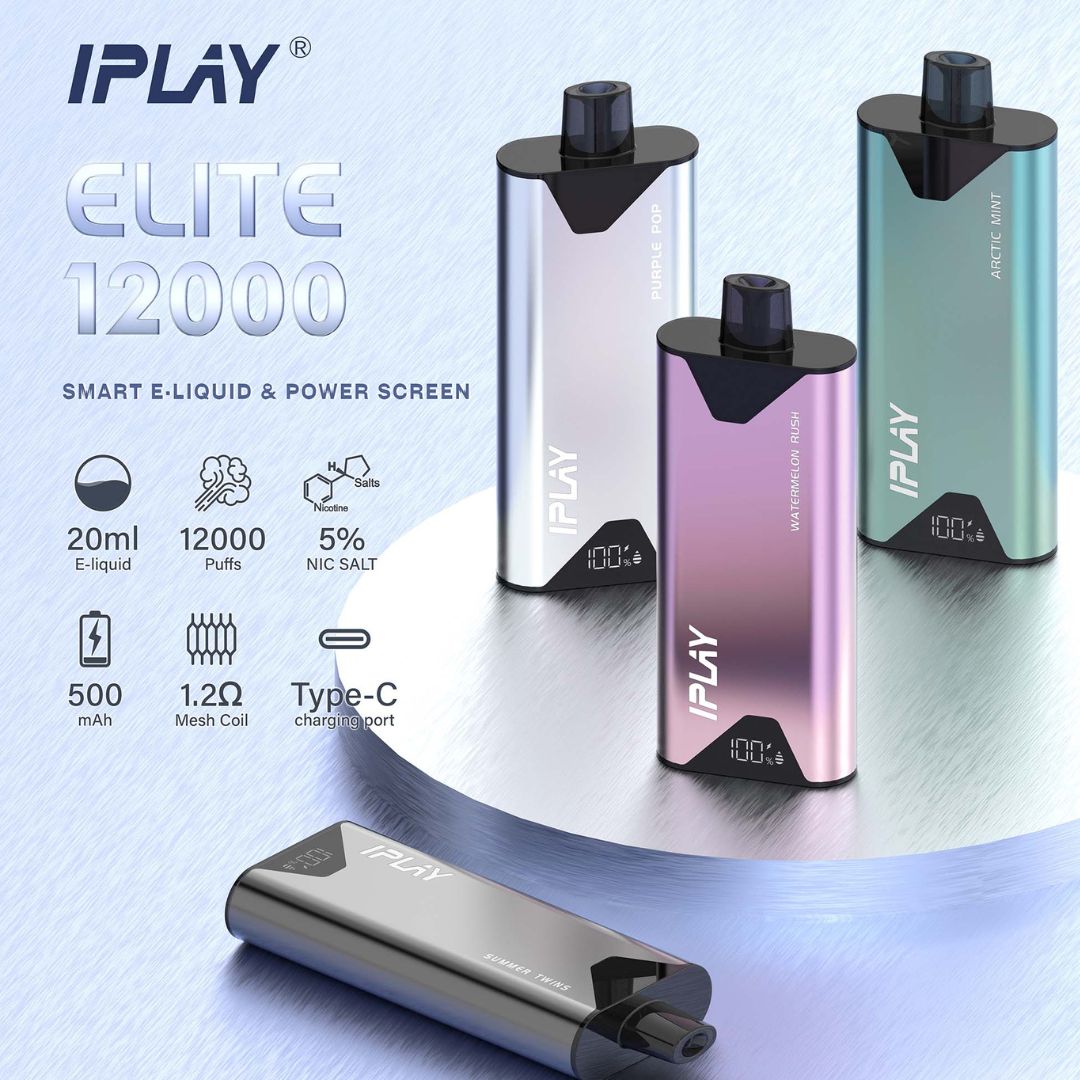 IPLAY®
ELITE
12000
SMART E-LIQUID & POWER SCREEN
H
Salts
Nicotine
20ml
E-liquid
12000
Puffs
5%
NIC SALT
500
mAh
1.2Ω
Mesh Coil
Type-C
charging port
PURPLE POP
IPLAY
100%
ARCTIC MINT
IPLAY
100%
WATERMELON RUSH
IPLAY
100%
IPLAY
SUMMER TWINS
100%